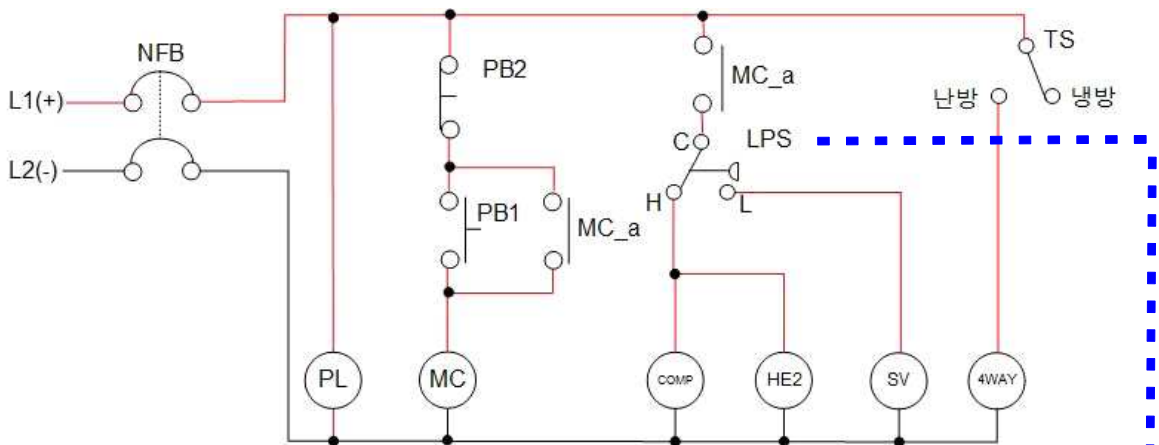 NFB
L1(+)
L2(-)
PB2
PB1
MC_a
MC_a
C
LPS
H
L
TS
난방
냉방
PL
MC
COMP
HE2
SV
4WAY